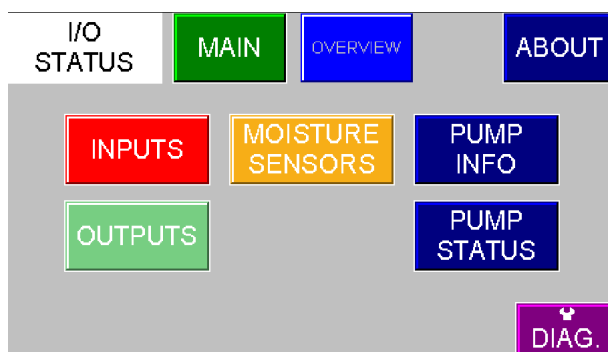 I/O
STATUS
MAIN
OVERVIEW
ABOUT
INPUTS
MOISTURE
SENSORS
PUMP
INFO
OUTPUTS
PUMP
STATUS
DIAG.